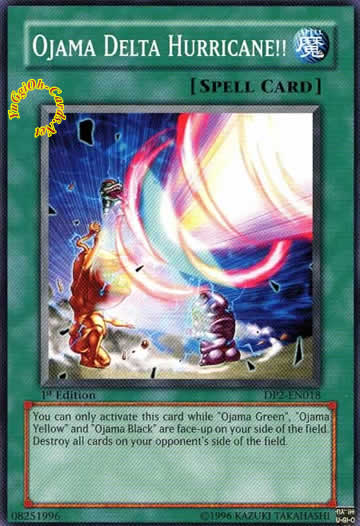 OJAMA DELTA HURRICANE!!
魔
[SPELL CARD]
YuGiOh-Cards.Net
1st Edition
DP2-EN018
You can only activate this card while "Ojama Green", "Ojama
Yellow" and "Ojama Black" are face-up on your side of the field.
Destroy all cards on your opponent's side of the field.
08251996
©1996 KAZUKI TAKAHASHI